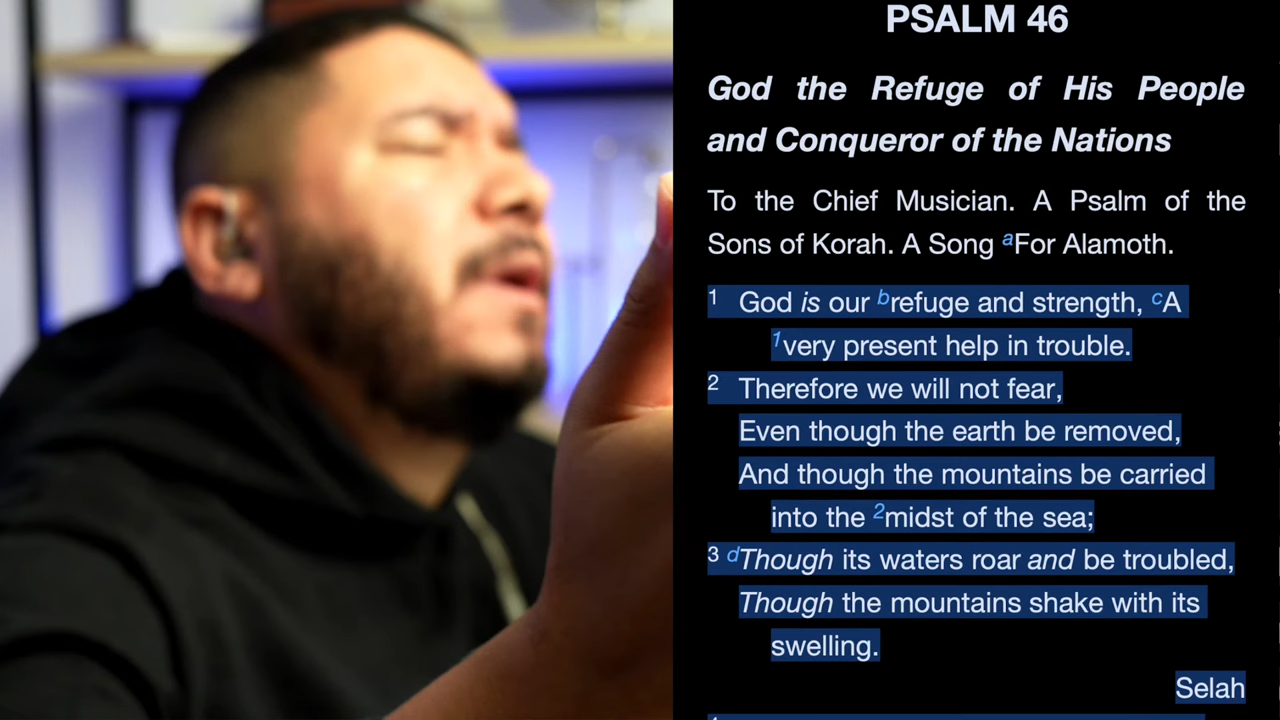 PSALM 46
God the Refuge of His People
and Conqueror of the Nations
To the Chief Musician. A Psalm of the
Sons of Korah. A Song aFor Alamoth.
1 God is our brefuge and strength, cA
1very present help in trouble.
2 Therefore we will not fear,
Even though the earth be removed,
And though the mountains be carried
into the 2midst of the sea;
3 dThough its waters roar and be troubled,
Though the mountains shake with its
swelling.
Selah